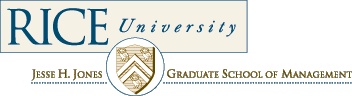 RICE University
JESSE H. JONES GRADUATE SCHOOL OF MANAGEMENT